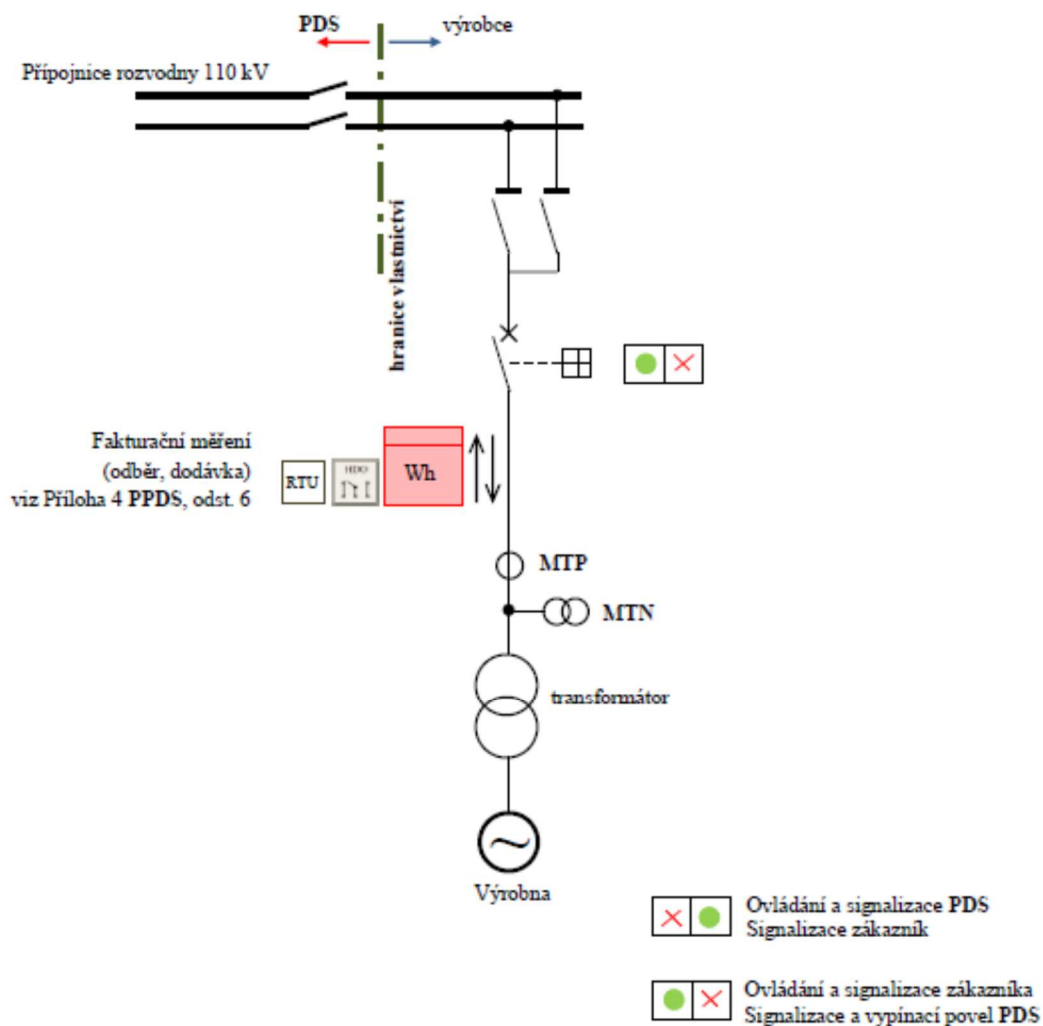 PDS
výrobce
Přípojnice rozvodny 110 kV
hranice vlastnictví
Fakturační měření
(odběr, dodávka)
viz Příloha 4 PPDS, odst. 6
RTU
HDO
Wh
MTP
MTN
transformátor
Výrobna
Ovládání a signalizace PDS
Signalizace zákazník
Ovládání a signalizace zákazníka
Signalizace a vypínací povel PDS